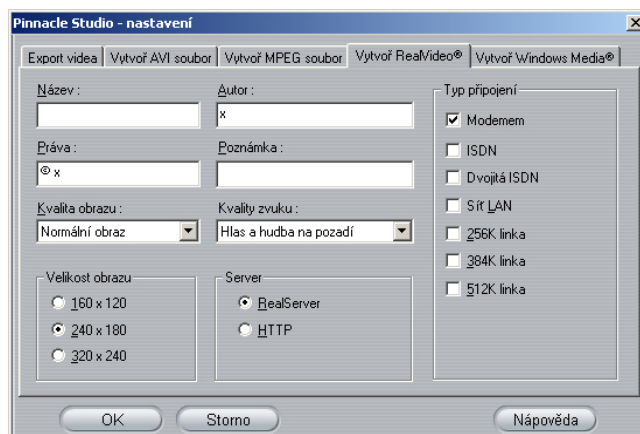 Pinnacle Studio - nastavení
Export videa
Vytvoř AVI soubor
Vytvoř MPEG soubor
Vytvoř RealVideo®
Vytvoř Windows Media®
Název :
Autor :
x
Práva :
© x
Poznámka :
Kvalita obrazu :
Normální obraz
Kvality zvuku :
Hlas a hudba na pozadí
Velikost obrazu
160 x 120
240 x 180
320 x 240
Server
RealServer
HTTP
Typ připojení
Modemem
ISDN
Dvojitá ISDN
Síť LAN
256K linka
384K linka
512K linka
OK
Storno
Nápověda